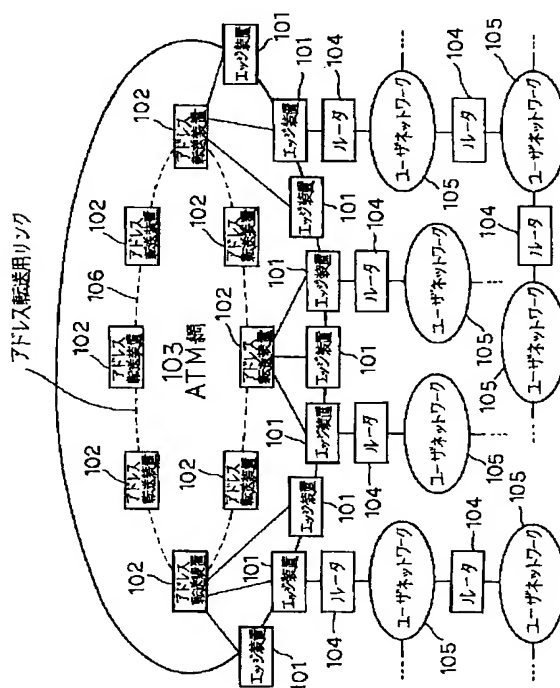 アドレス転送用リンク
106
102
アドレス
転送装置
102
アドレス
転送装置
102
アドレス
転送装置
102
アドレス
転送装置
102
アドレス
転送装置
103
ATM網
102
アドレス
転送装置
102
アドレス
転送装置
102
アドレス
転送装置
エッジ装置
101
エッジ装置
101
エッジ装置
101
エッジ装置
101
エッジ装置
101
エッジ装置
101
エッジ装置
101
エッジ装置
101
エッジ装置
101
ルータ
104
ルータ
104
ルータ
104
ルータ
104
ユーザネットワーク
105
ユーザネットワーク
105
ユーザネットワーク
105
ユーザネットワーク
105
ルータ
104
ルータ
104
ユーザネットワーク
105
ユーザネットワーク
105
ルータ
104
ユーザネットワーク
105